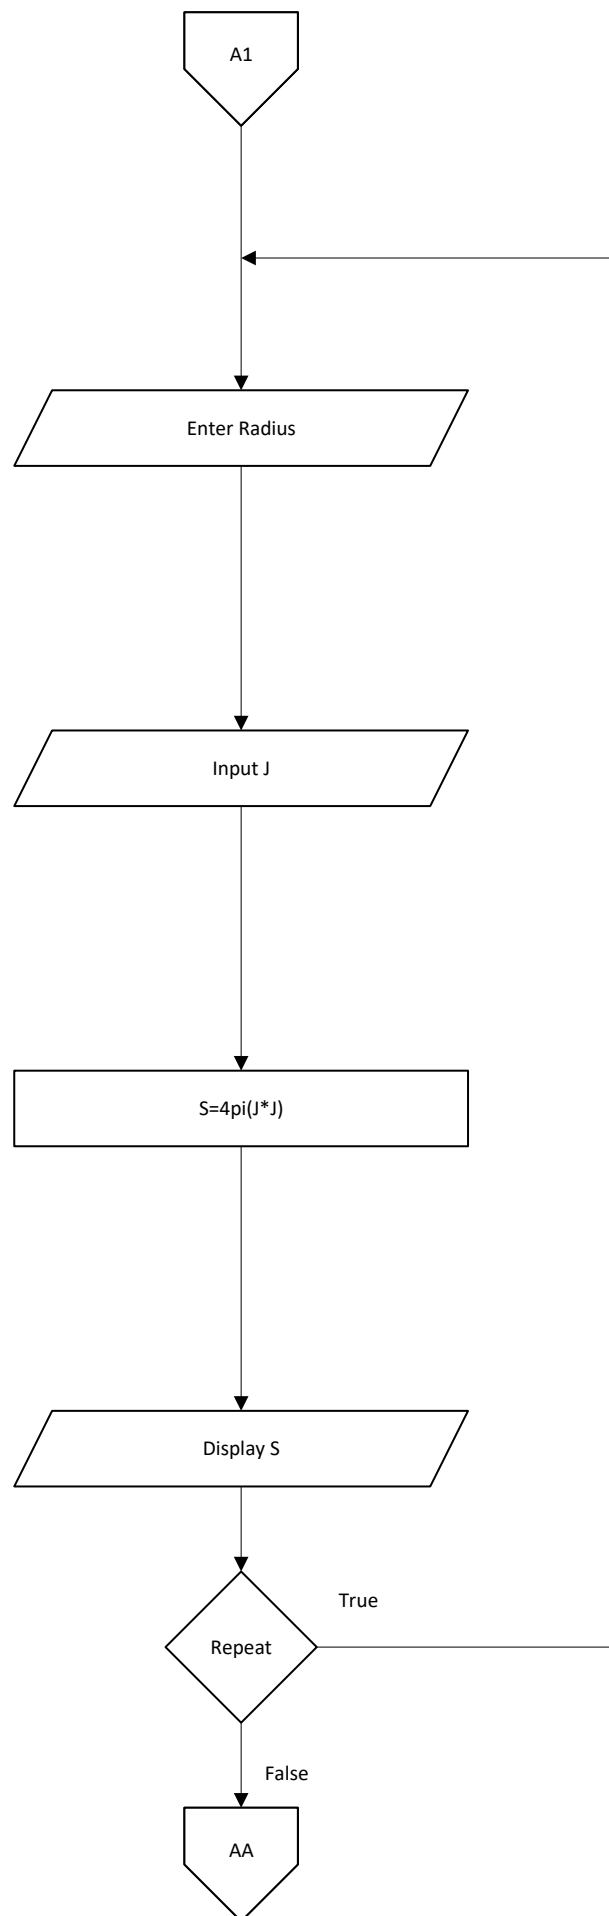 A1
Enter Radius
Input J
S=4pi(J*J)
Display S
True
Repeat
False
AA